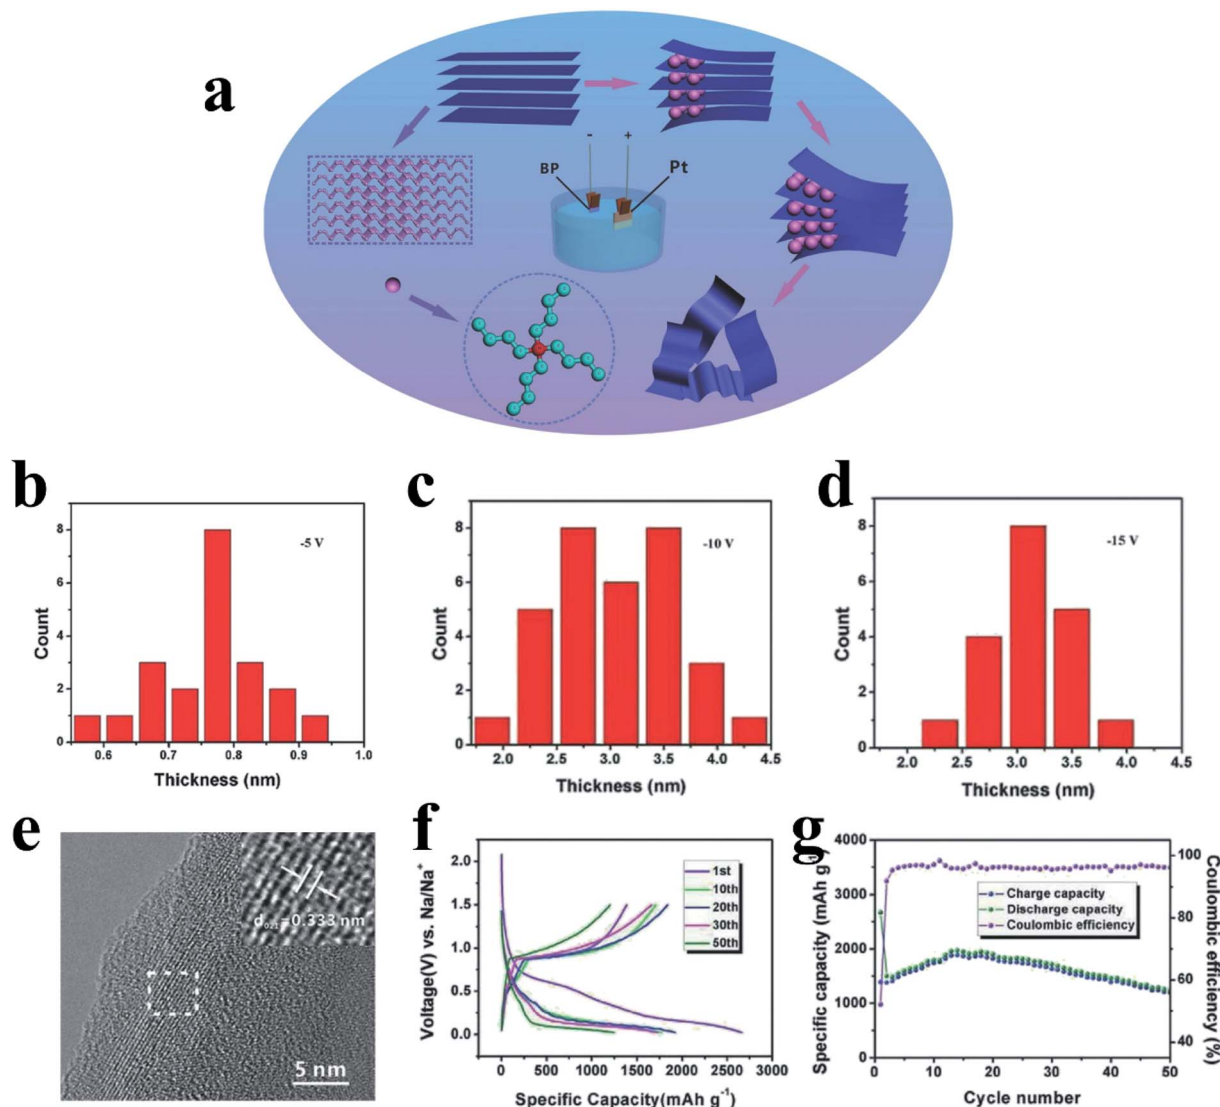 a
- +
BP Pt
b
-5 V
Count
8
6
4
2
0
0.6 0.7 0.8 0.9 1.0
Thickness (nm)
c
-10 V
Count
8
6
4
2
0
2.0 2.5 3.0 3.5 4.0 4.5
Thickness (nm)
d
-15 V
Count
8
6
4
2
0
2.0 2.5 3.0 3.5 4.0 4.5
Thickness (nm)
e
=0.333 nm
5 nm
f
Voltage(V) vs. Na/Na+
2.0
1.5
1.0
0.5
0.0
1st
10th
20th
30th
50th
0 500 1000 1500 2000 2500 3000
Specific Capacity(mAh g-1)
g
Specific capacity (mAh g-1)
4000
3500
3000
2500
2000
1500
1000
0
Charge capacity
Discharge capacity
Coulombic efficiency
100
80
60
40
Coulombic efficiency (%)
0 10 20 30 40 50
Cycle number